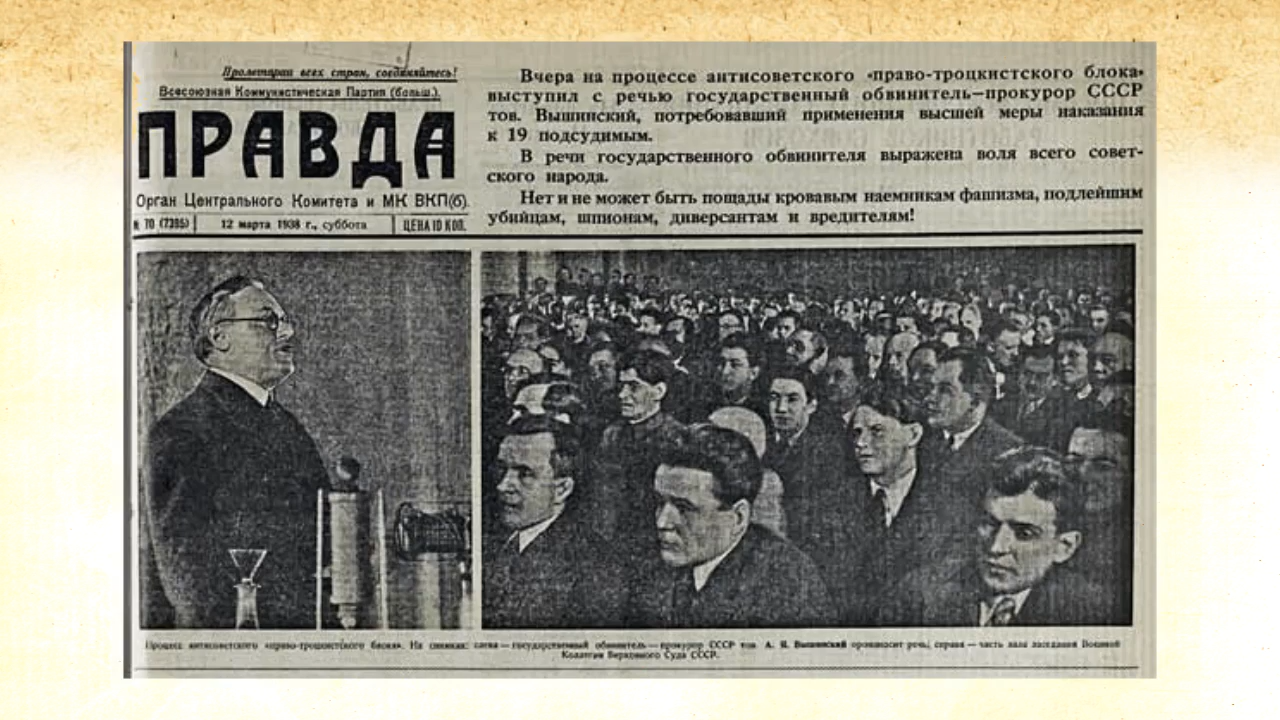 Пролетарии всех стран, соединяйтесь!
Всесоюзная Коммунистическая Партия (больш.).
ПРАВДА
Орган Центрального Комитета и МК ВКП(б).
№ 70 (7395) 12 марта 1938 г., суббота ЦЕНА 10 КОП.
Вчера на процессе антисоветского «право-троцкистского блока»
выступил с речью государственный обвинитель—прокурор СССР
тов. Вышинский, потребовавший применения высшей меры наказания
к 19 подсудимым.
В речи государственного обвинителя выражена воля всего совет-
ского народа.
Нет и не может быть пощады кровавым наемникам фашизма, подлейшим
убийцам, шпионам, диверсантам и вредителям!
Процесс антисоветского «право-троцкистского блока». На снимках: слева — государственный обвинитель — прокурор СССР тов. А. Я. Вышинский произносит речь; справа — часть зала заседания Военной
Коллегии Верховного Суда СССР.